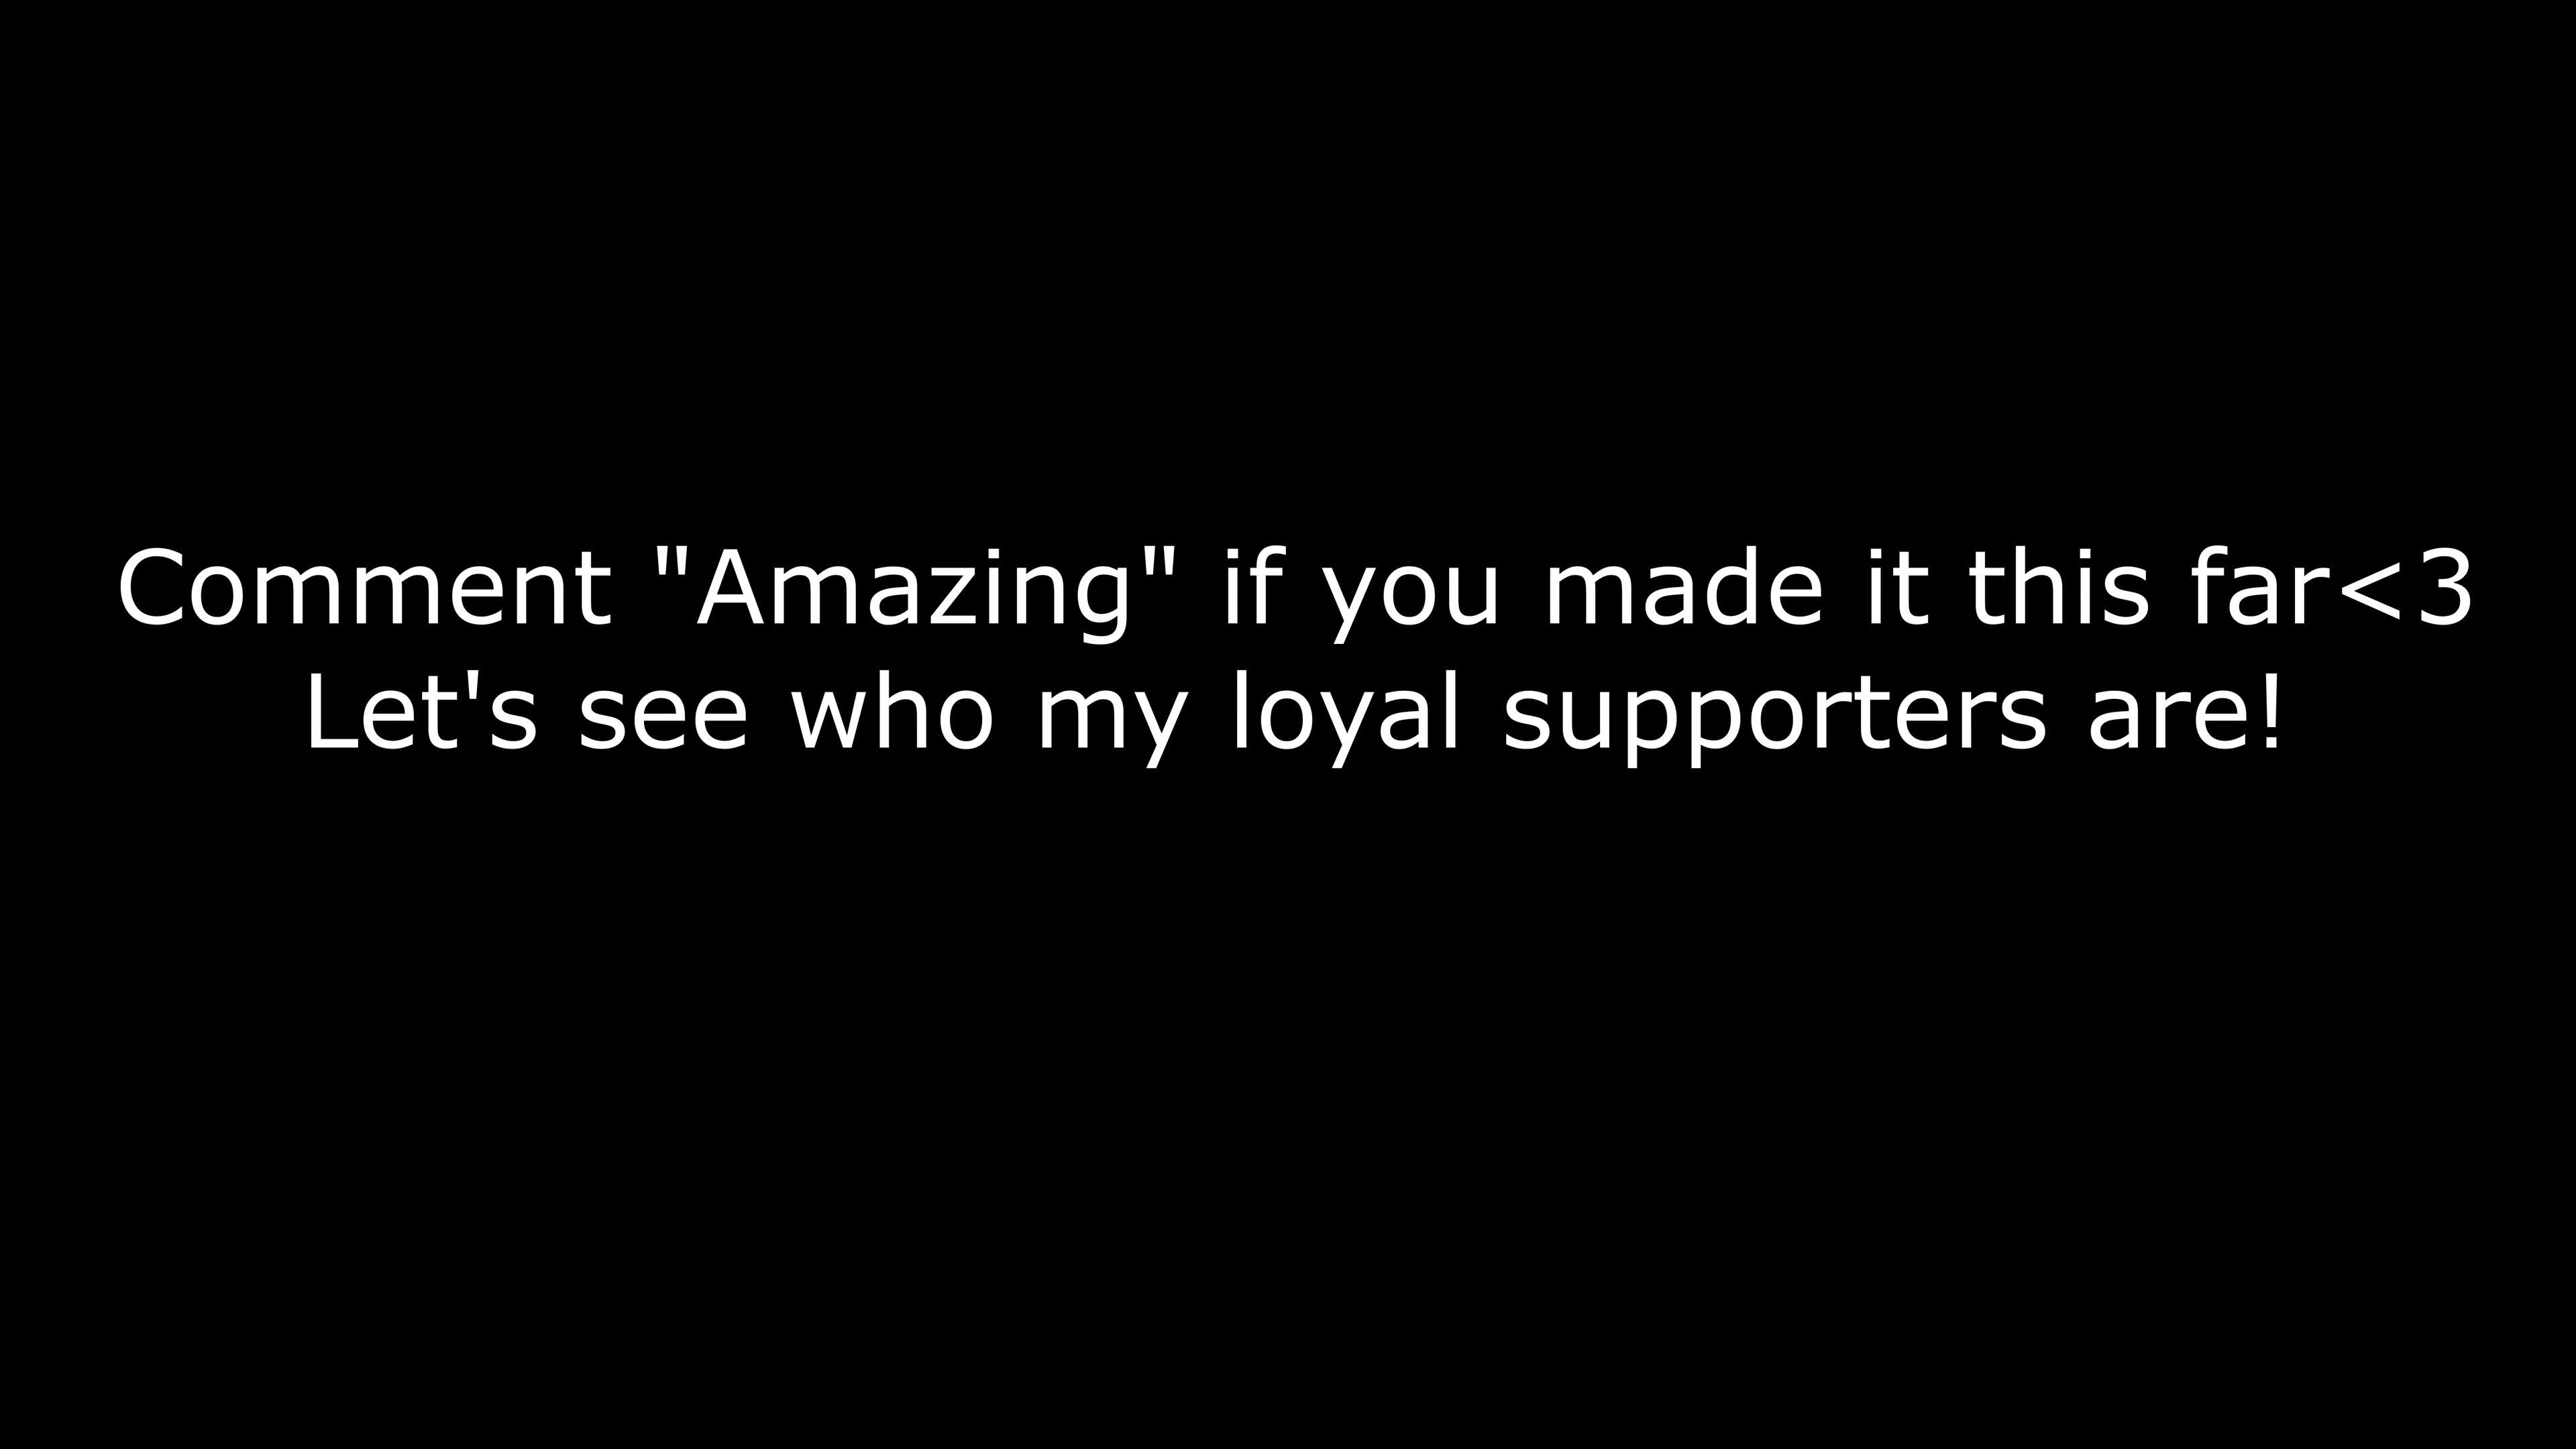 Comment "Amazing" if you made it this far<3
Let's see who my loyal supporters are!